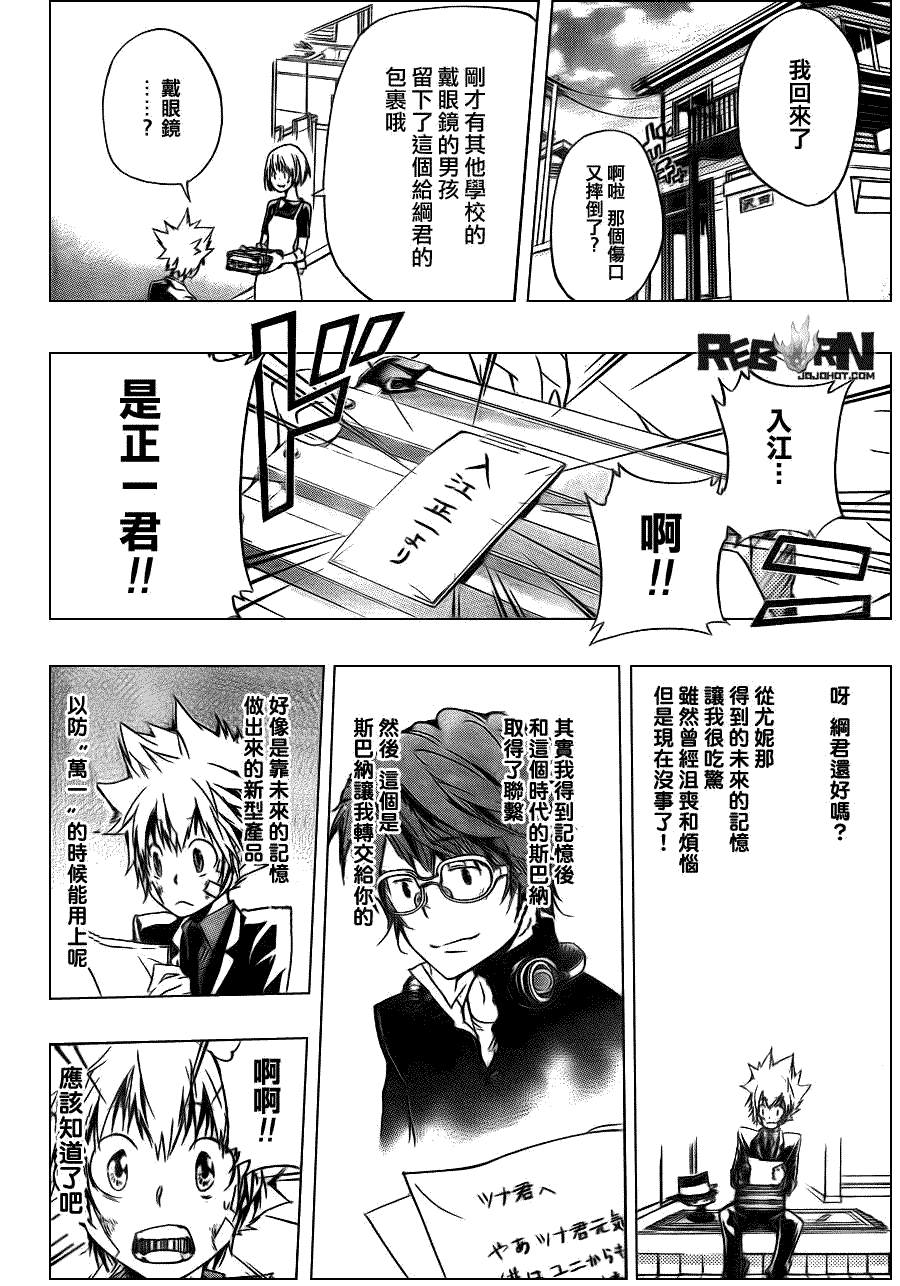 我回來了
啊啦 那個傷口
又摔倒了?
沢田
剛才有其他學校的
戴眼鏡的男孩
留下了這個給綱君的
包裹哦
戴眼鏡
……?
REBORN
JOJOHOT.COM
入江…
啊!!
入江正一より
是正一君!!
呀 綱君還好嗎?
從尤妮那
得到的未來的記憶
讓我很吃驚
雖然曾經沮喪和煩惱
但是現在沒事了!
其實我得到記憶後
和這個時代的斯巴納
取得了聯繫
然後 這個是
斯巴納讓我轉交給你的
ツナ君へ
やあ ツナ君元気
僕は ユニからも
好像是靠未來的記憶
做出來的新型產品
以防“萬一”的時候能用上呢
啊啊!!
應該知道了吧